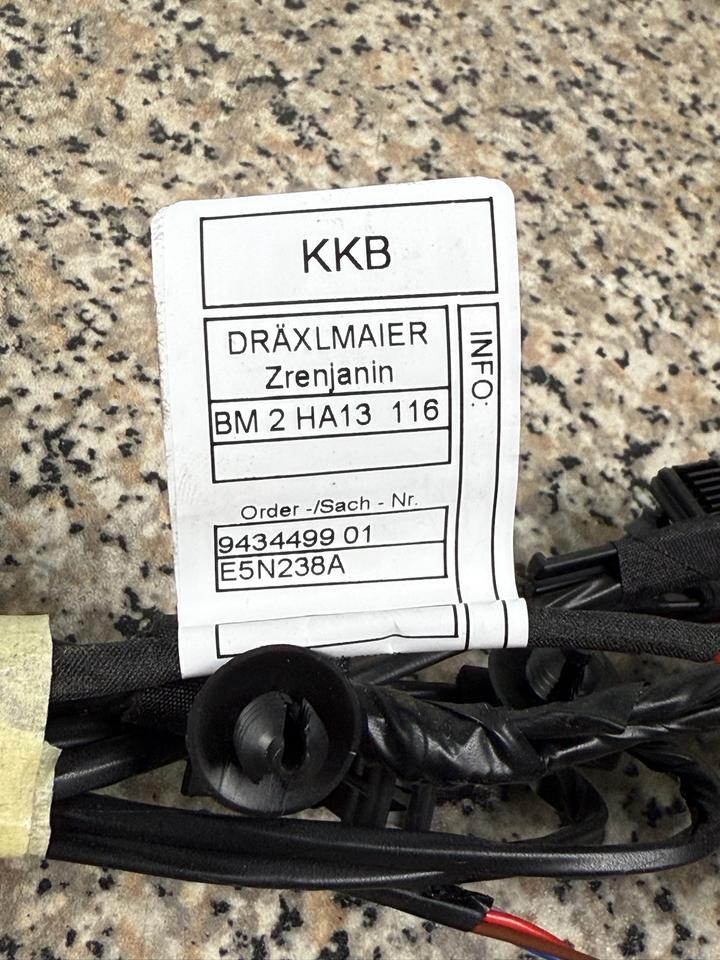 KKB
DRÄXLMAIER
Zrenjanin
BM 2 HA13 116
INFO:
Order -/Sach - Nr.
9434499 01
E5N238A